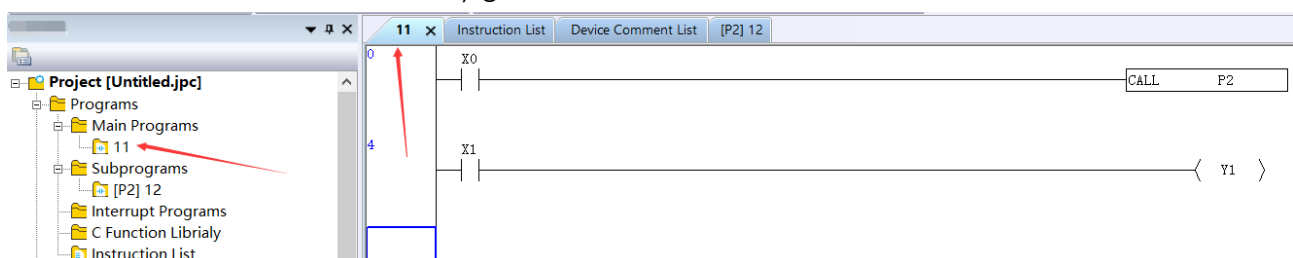 11 Instruction List Device Comment List [P2] 12
Project [Untitled.jpc]
Programs
Main Programs
11
Subprograms
[P2] 12
Interrupt Programs
C Function Librialy
Instruction List
0
X0
CALL P2
4
X1
Y1